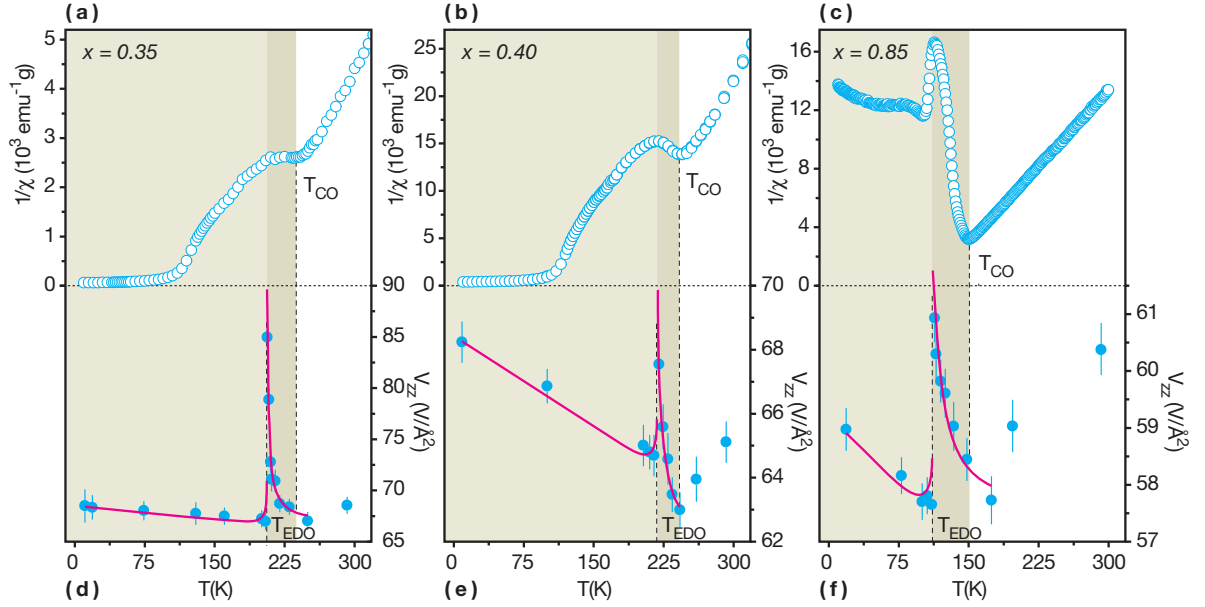 (a)
(b)
(c)
x = 0.35
x = 0.40
x = 0.85
1/χ (10³ emu⁻¹g)
5
4
3
2
1
0
T_CO
1/χ (10³ emu⁻¹g)
25
20
15
10
5
0
T_CO
1/χ (10³ emu⁻¹g)
16
12
8
4
0
T_CO
90
85
80
75
70
65
V_zz (V/Å²)
T_EDO
70
68
66
64
62
V_zz (V/Å²)
T_EDO
61
60
59
58
57
V_zz (V/Å²)
T_EDO
0 75 150 225 300
0 75 150 225 300
0 75 150 225 300
(d) T(K)
(e) T(K)
(f) T(K)